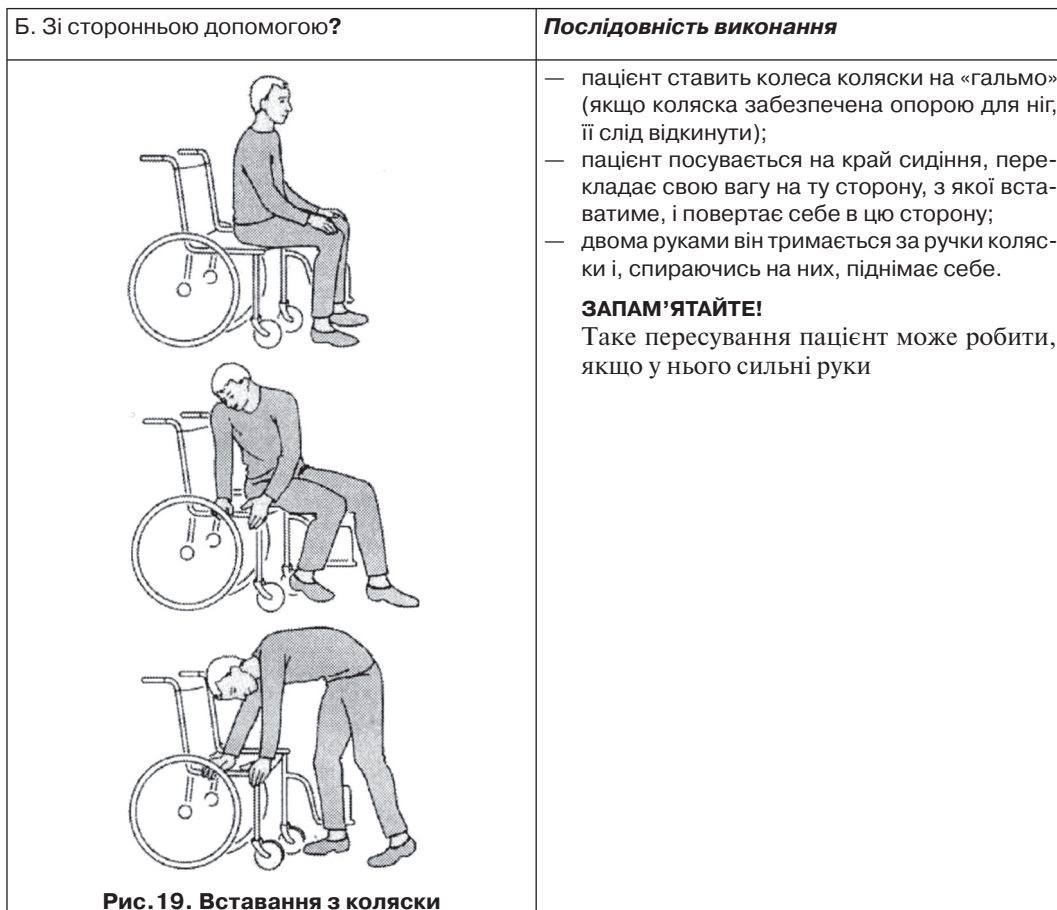 Б. Зі сторонньою допомогою?
Послідовність виконання
— пацієнт ставить колеса коляски на «гальмо»
(якщо коляска забезпечена опорою для ніг,
її слід відкинути);
— пацієнт посувається на край сидіння, пере-
кладає свою вагу на ту сторону, з якої вста-
ватиме, і повертає себе в цю сторону;
— двома руками він тримається за ручки коляс-
ки і, спираючись на них, піднімає себе.
ЗАПАМ’ЯТАЙТЕ!
Таке пересування пацієнт може робити,
якщо у нього сильні руки
Рис.19. Вставання з коляски